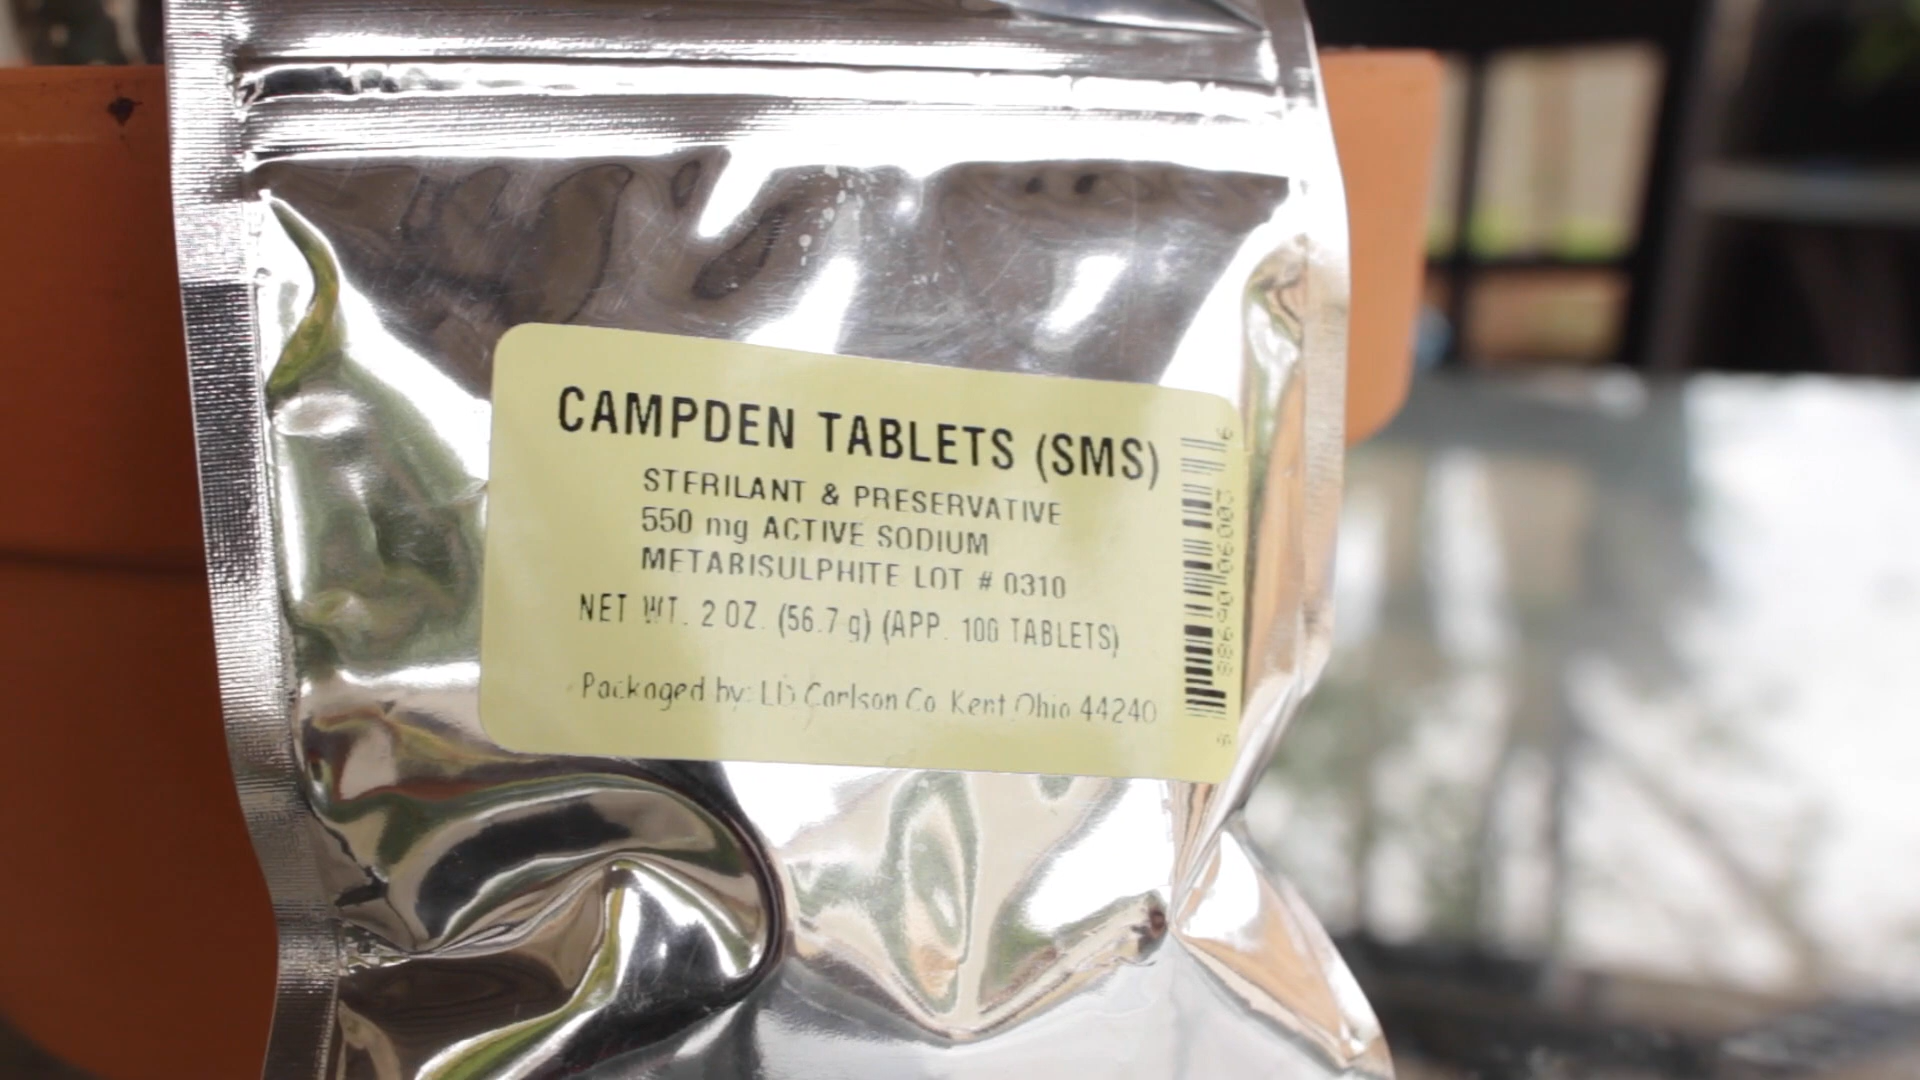 CAMPDEN TABLETS (SMS)
STERILANT & PRESERVATIVE
550 mg ACTIVE SODIUM
METABISULPHITE LOT # 0310
NET WT. 2 OZ. (56.7 g) (APP. 100 TABLETS)
Packaged by: LD Carlson Co. Kent, Ohio 44240